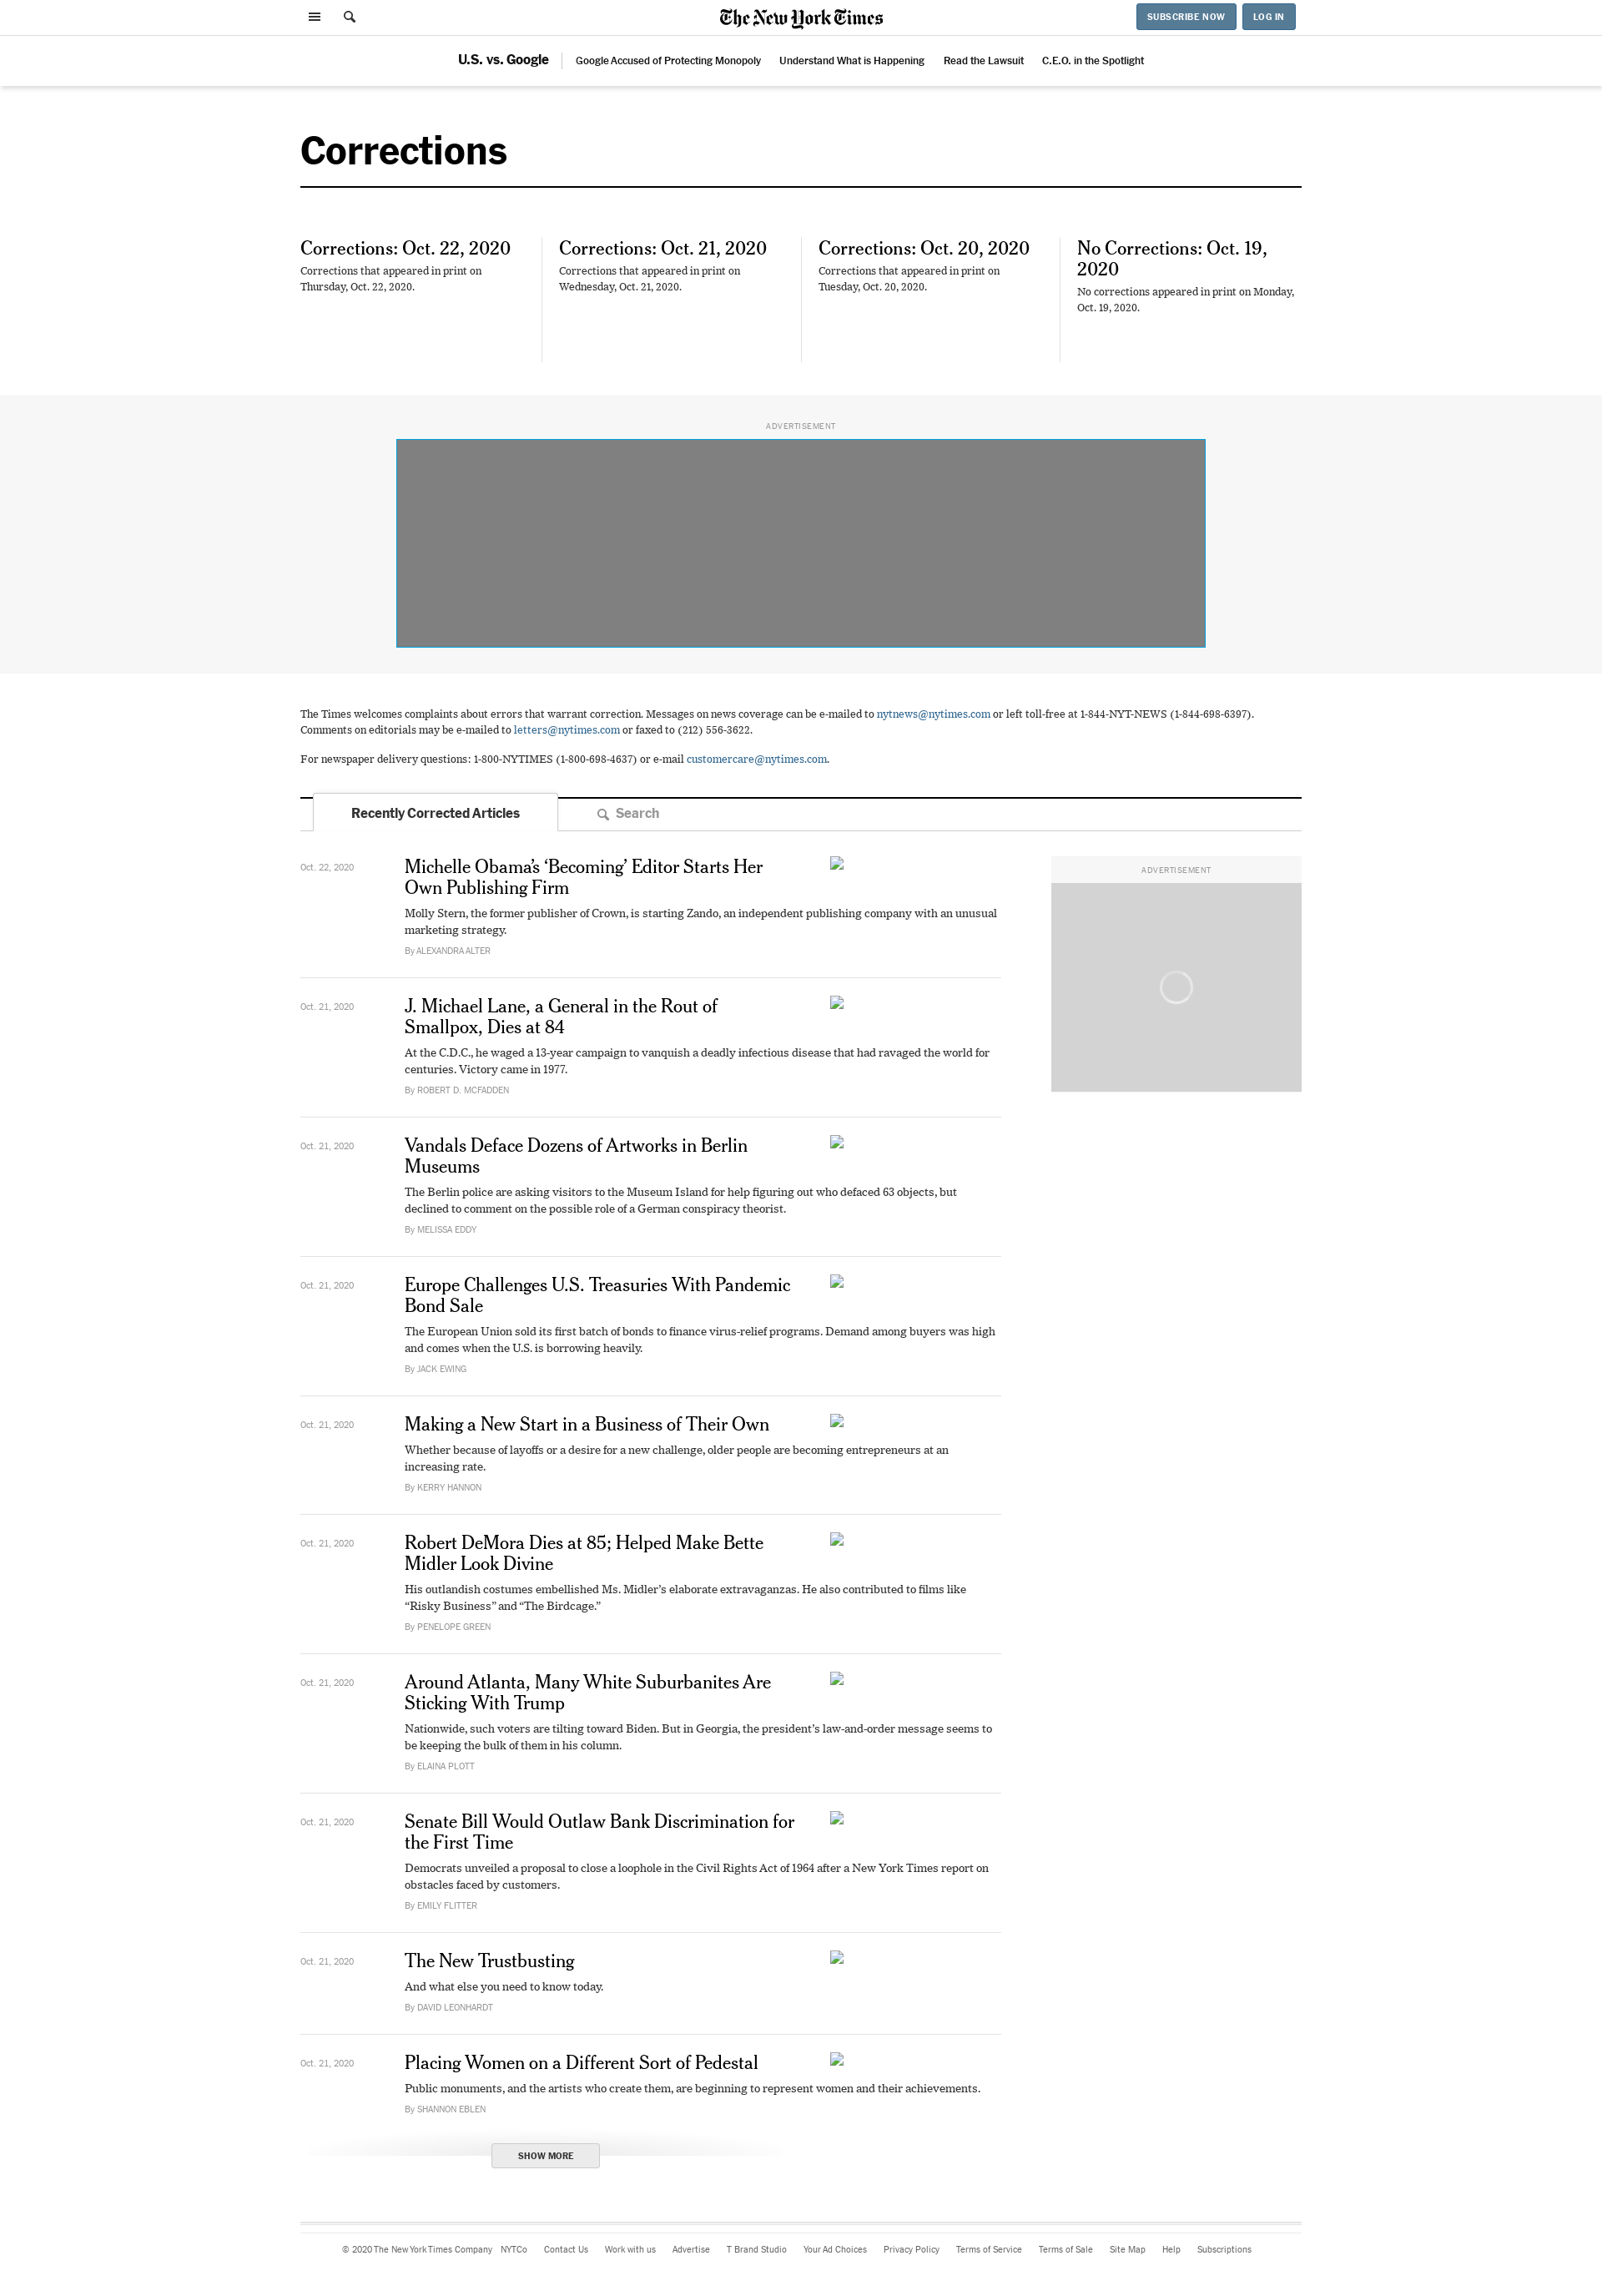 The New York Times
SUBSCRIBE NOW
LOG IN
U.S. vs. Google
Google Accused of Protecting Monopoly
Understand What is Happening
Read the Lawsuit
C.E.O. in the Spotlight
Corrections
Corrections: Oct. 22, 2020
Corrections that appeared in print on
Thursday, Oct. 22, 2020.
Corrections: Oct. 21, 2020
Corrections that appeared in print on
Wednesday, Oct. 21, 2020.
Corrections: Oct. 20, 2020
Corrections that appeared in print on
Tuesday, Oct. 20, 2020.
No Corrections: Oct. 19,
2020
No corrections appeared in print on Monday,
Oct. 19, 2020.
ADVERTISEMENT
The Times welcomes complaints about errors that warrant correction. Messages on news coverage can be e-mailed to nytnews@nytimes.com or left toll-free at 1-844-NYT-NEWS (1-844-698-6397).
Comments on editorials may be e-mailed to letters@nytimes.com or faxed to (212) 556-3622.
For newspaper delivery questions: 1-800-NYTIMES (1-800-698-4637) or e-mail customercare@nytimes.com.
Recently Corrected Articles
Search
ADVERTISEMENT
Oct. 22, 2020
Michelle Obama’s ‘Becoming’ Editor Starts Her
Own Publishing Firm
Molly Stern, the former publisher of Crown, is starting Zando, an independent publishing company with an unusual
marketing strategy.
By ALEXANDRA ALTER
Oct. 21, 2020
J. Michael Lane, a General in the Rout of
Smallpox, Dies at 84
At the C.D.C., he waged a 13-year campaign to vanquish a deadly infectious disease that had ravaged the world for
centuries. Victory came in 1977.
By ROBERT D. MCFADDEN
Oct. 21, 2020
Vandals Deface Dozens of Artworks in Berlin
Museums
The Berlin police are asking visitors to the Museum Island for help figuring out who defaced 63 objects, but
declined to comment on the possible role of a German conspiracy theorist.
By MELISSA EDDY
Oct. 21, 2020
Europe Challenges U.S. Treasuries With Pandemic
Bond Sale
The European Union sold its first batch of bonds to finance virus-relief programs. Demand among buyers was high
and comes when the U.S. is borrowing heavily.
By JACK EWING
Oct. 21, 2020
Making a New Start in a Business of Their Own
Whether because of layoffs or a desire for a new challenge, older people are becoming entrepreneurs at an
increasing rate.
By KERRY HANNON
Oct. 21, 2020
Robert DeMora Dies at 85; Helped Make Bette
Midler Look Divine
His outlandish costumes embellished Ms. Midler’s elaborate extravaganzas. He also contributed to films like
“Risky Business” and “The Birdcage.”
By PENELOPE GREEN
Oct. 21, 2020
Around Atlanta, Many White Suburbanites Are
Sticking With Trump
Nationwide, such voters are tilting toward Biden. But in Georgia, the president’s law-and-order message seems to
be keeping the bulk of them in his column.
By ELAINA PLOTT
Oct. 21, 2020
Senate Bill Would Outlaw Bank Discrimination for
the First Time
Democrats unveiled a proposal to close a loophole in the Civil Rights Act of 1964 after a New York Times report on
obstacles faced by customers.
By EMILY FLITTER
Oct. 21, 2020
The New Trustbusting
And what else you need to know today.
By DAVID LEONHARDT
Oct. 21, 2020
Placing Women on a Different Sort of Pedestal
Public monuments, and the artists who create them, are beginning to represent women and their achievements.
By SHANNON EBLEN
SHOW MORE
© 2020 The New York Times Company NYTCo Contact Us Work with us Advertise T Brand Studio Your Ad Choices Privacy Policy Terms of Service Terms of Sale Site Map Help Subscriptions